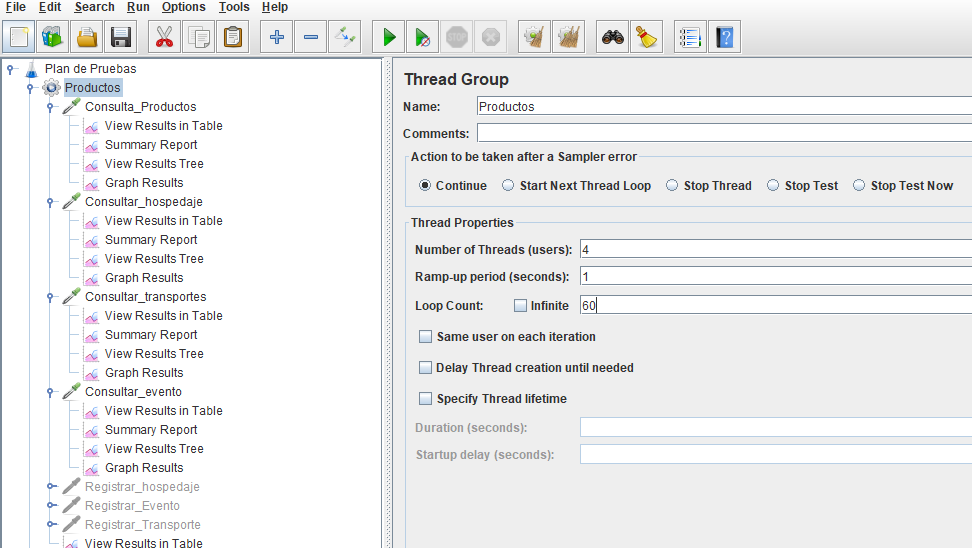 File Edit Search Run Options Tools Help
Plan de Pruebas
Productos
Consulta_Productos
View Results in Table
Summary Report
View Results Tree
Graph Results
Consultar_hospedaje
View Results in Table
Summary Report
View Results Tree
Graph Results
Consultar_transportes
View Results in Table
Summary Report
View Results Tree
Graph Results
Consultar_evento
View Results in Table
Summary Report
View Results Tree
Graph Results
Registrar_hospedaje
Registrar_Evento
Registrar_Transporte
View Results in Table
Thread Group
Name: Productos
Comments:
Action to be taken after a Sampler error
Continue Start Next Thread Loop Stop Thread Stop Test Stop Test Now
Thread Properties
Number of Threads (users): 4
Ramp-up period (seconds): 1
Loop Count: Infinite 60
Same user on each iteration
Delay Thread creation until needed
Specify Thread lifetime
Duration (seconds):
Startup delay (seconds):